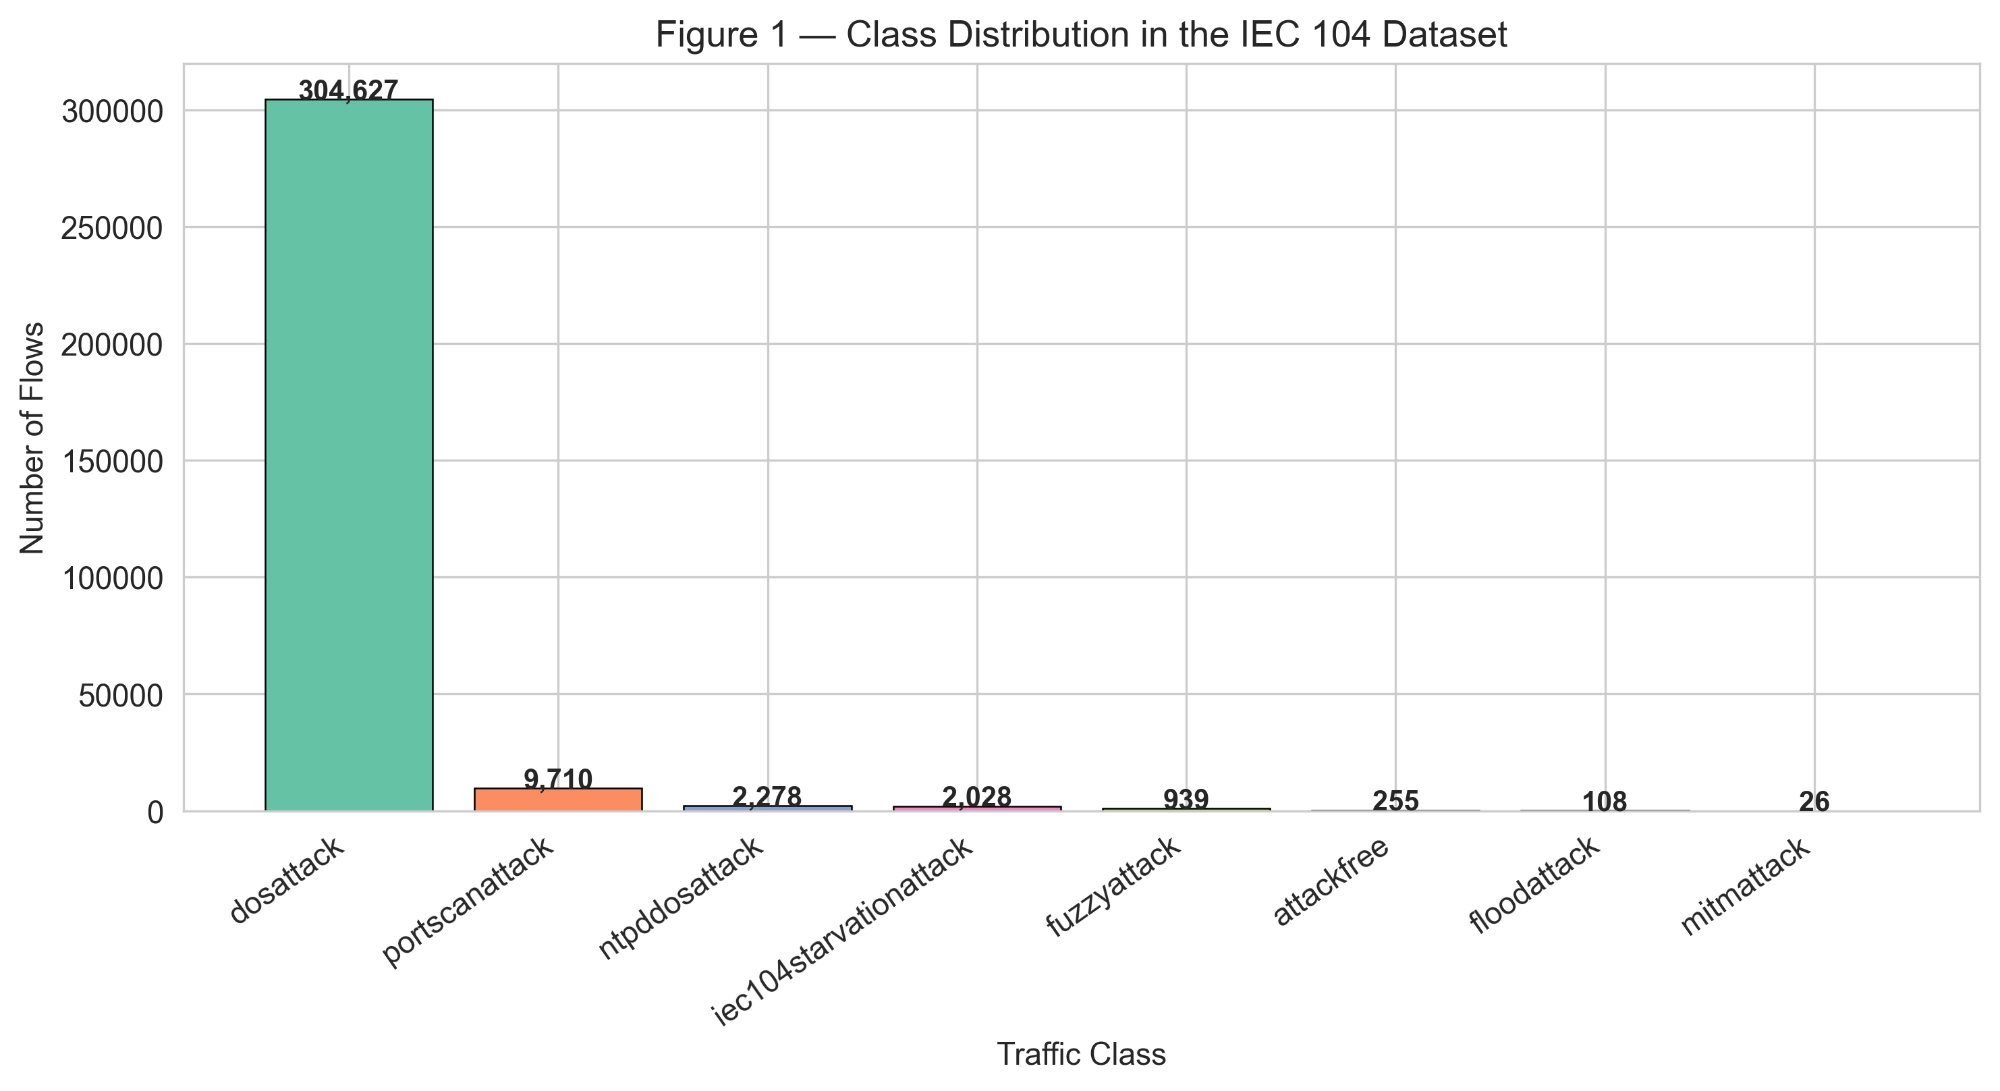 Figure 1 — Class Distribution in the IEC 104 Dataset
Number of Flows
300000
250000
200000
150000
100000
50000
0
304,627
9,710
2,278
2,028
939
255
108
26
dosattack
portscanattack
ntpddosattack
iec104starvationattack
fuzzyattack
attackfree
floodattack
mitmattack
Traffic Class